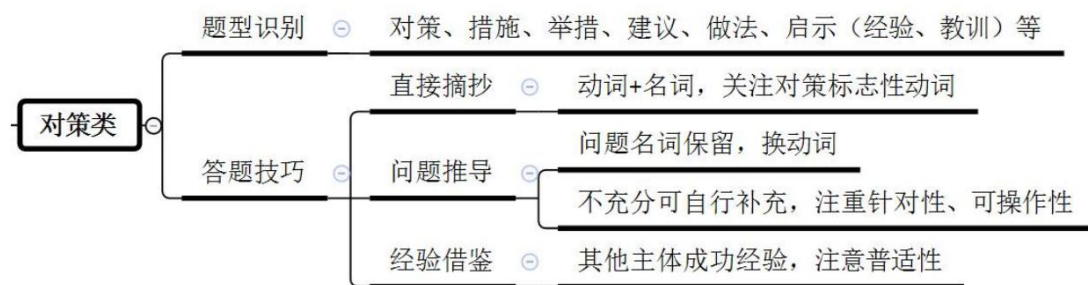 对策类
题型识别
对策、措施、举措、建议、做法、启示（经验、教训）等
答题技巧
直接摘抄
动词+名词，关注对策标志性动词
问题推导
问题名词保留，换动词
不充分可自行补充，注重针对性、可操作性
经验借鉴
其他主体成功经验，注意普适性